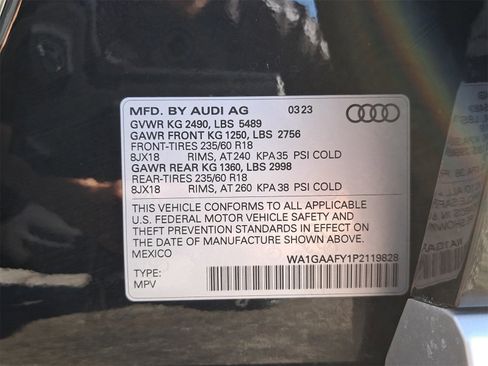 MFD. BY AUDI AG 03 23
GVWR KG 2490, LBS 5489
GAWR FRONT KG 1250, LBS 2756
FRONT-TIRES 235/60 R18
8JX18 RIMS, AT 240 KPA 35 PSI COLD
GAWR REAR KG 1360, LBS 2998
REAR-TIRES 235/60 R18
8JX18 RIMS, AT 260 KPA 38 PSI COLD
THIS VEHICLE CONFORMS TO ALL APPLICABLE
U.S. FEDERAL MOTOR VEHICLE SAFETY AND
THEFT PREVENTION STANDARDS IN EFFECT ON
THE DATE OF MANUFACTURE SHOWN ABOVE.
MEXICO
WA1GAAFY1P2119828
TYPE:
MPV